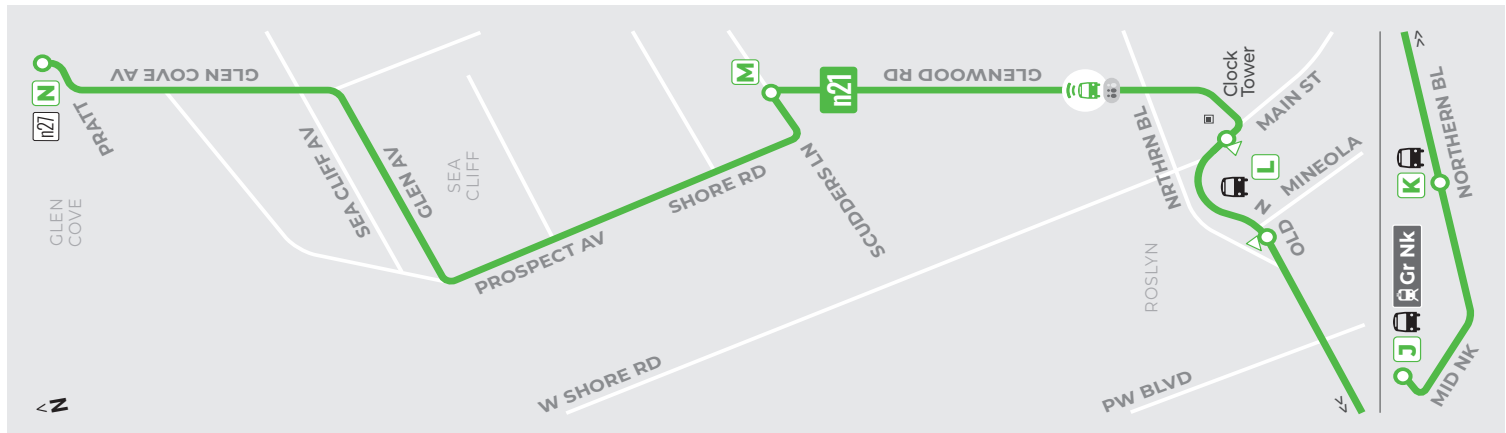 N
n27
PRATT
GLEN COVE AV
GLEN
COVE
SEA CLIFF AV
GLEN AV
SEA
CLIFF
PROSPECT AV
SHORE RD
M
SCUDDERS LN
n21
GLENWOOD RD
W SHORE RD
PW BLVD
ROSLYN
NRTHRN BL
Clock
Tower
MAIN ST
L
MINEOLA
N
OLD
NORTHERN BL
K
Gr Nk
J
MID NK
< N
>>
>>